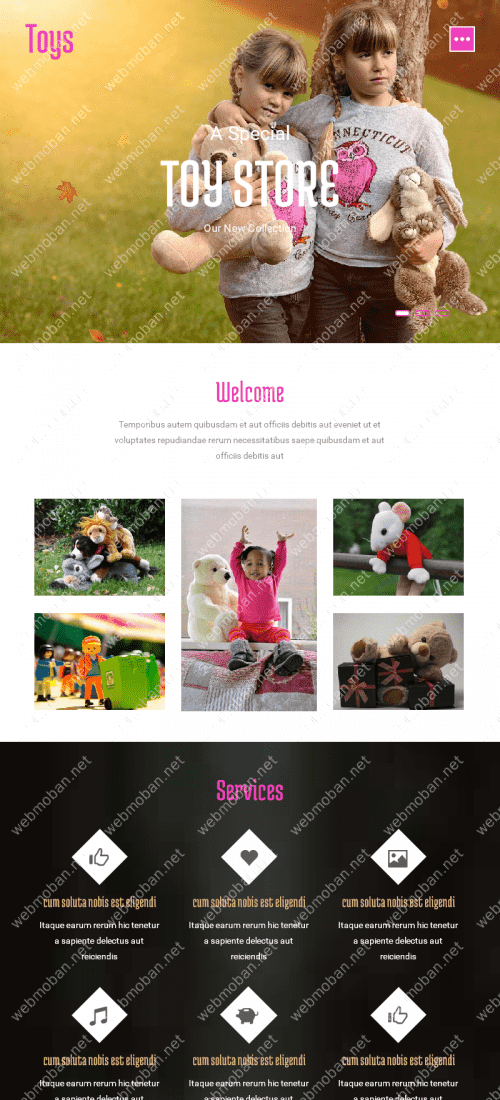 Toys
A Special
TOY STORE
Our New Collection
CONNECTICUT
Welcome
Temporibus autem quibusdam et aut officiis debitis aut eveniet ut et
voluptates repudiandae rerum necessitatibus saepe quibusdam et aut
officiis debitis aut
Services
cum soluta nobis est eligendi
cum soluta nobis est eligendi
cum soluta nobis est eligendi
Itaque earum rerum hic tenetur
a sapiente delectus aut
reiciendis
Itaque earum rerum hic tenetur
a sapiente delectus aut
reiciendis
Itaque earum rerum hic tenetur
a sapiente delectus aut
reiciendis
cum soluta nobis est eligendi
cum soluta nobis est eligendi
cum soluta nobis est eligendi
Itaque earum rerum hic tenetur
a sapiente delectus aut
Itaque earum rerum hic tenetur
a sapiente delectus aut
Itaque earum rerum hic tenetur
a sapiente delectus aut
webmoban.net